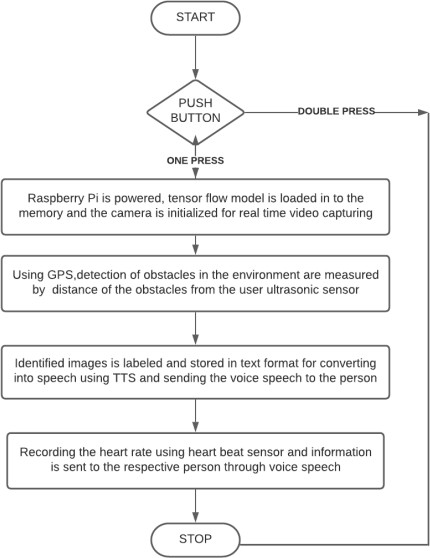 START
PUSH
BUTTON
DOUBLE PRESS
ONE PRESS
Raspberry Pi is powered, tensor flow model is loaded in to the
memory and the camera is initialized for real time video capturing
Using GPS,detection of obstacles in the environment are measured
by distance of the obstacles from the user ultrasonic sensor
Identified images is labeled and stored in text format for converting
into speech using TTS and sending the voice speech to the person
Recording the heart rate using heart beat sensor and information
is sent to the respective person through voice speech
STOP